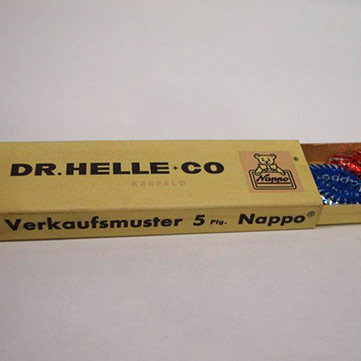 DR.HELLE+CO
KREFELD
Nappo
®
Verkaufsmuster 5 Pfg. Nappo®